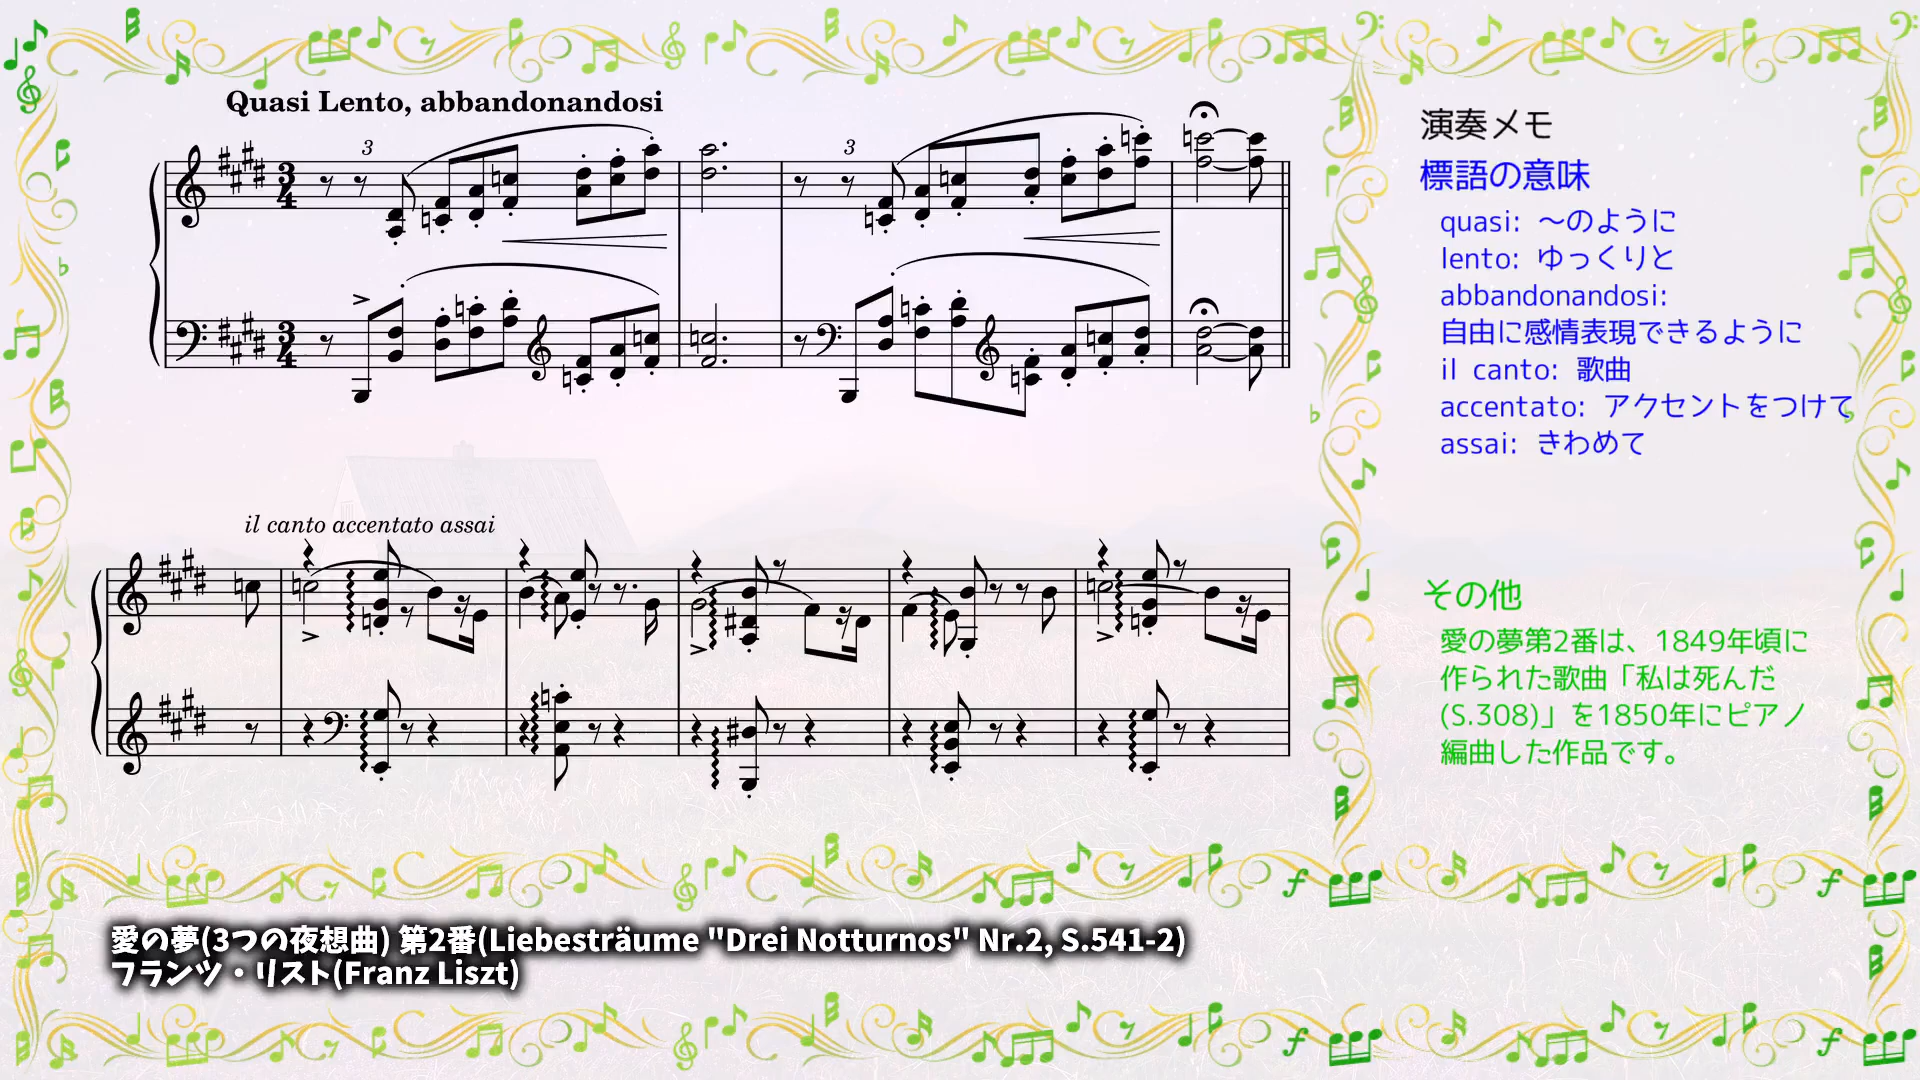 Quasi Lento, abbandonandosi
3
3
il canto accentato assai
演奏メモ
標語の意味
quasi: ～のように
lento: ゆっくりと
abbandonandosi:
自由に感情表現できるように
il canto: 歌曲
accentato: アクセントをつけて
assai: きわめて
その他
愛の夢第2番は、1849年頃に
作られた歌曲「私は死んだ
(S.308)」を1850年にピアノ
編曲した作品です。
愛の夢(3つの夜想曲) 第2番(Liebesträume "Drei Notturnos" Nr.2, S.541-2)
フランツ・リスト(Franz Liszt)